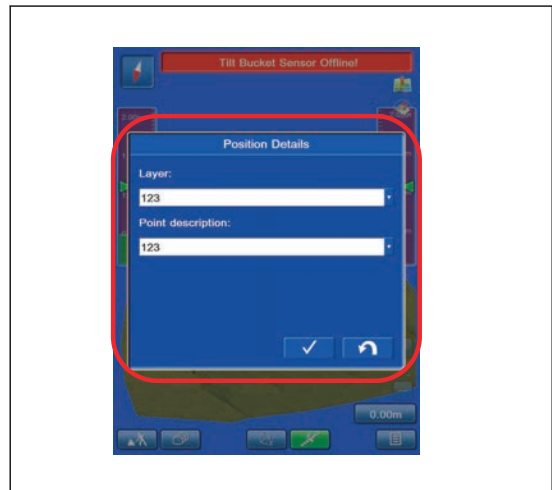 Tilt Bucket Sensor Offline!
Position Details
Layer:
123
Point description:
123
0.00m